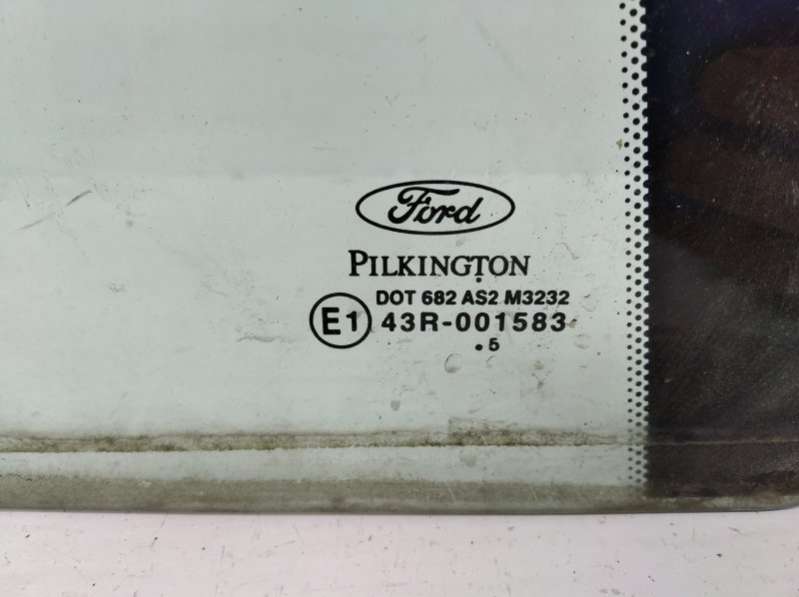 Ford
PILKINGTON
DOT 682 AS2 M3232
E1 43R-001583
. 5